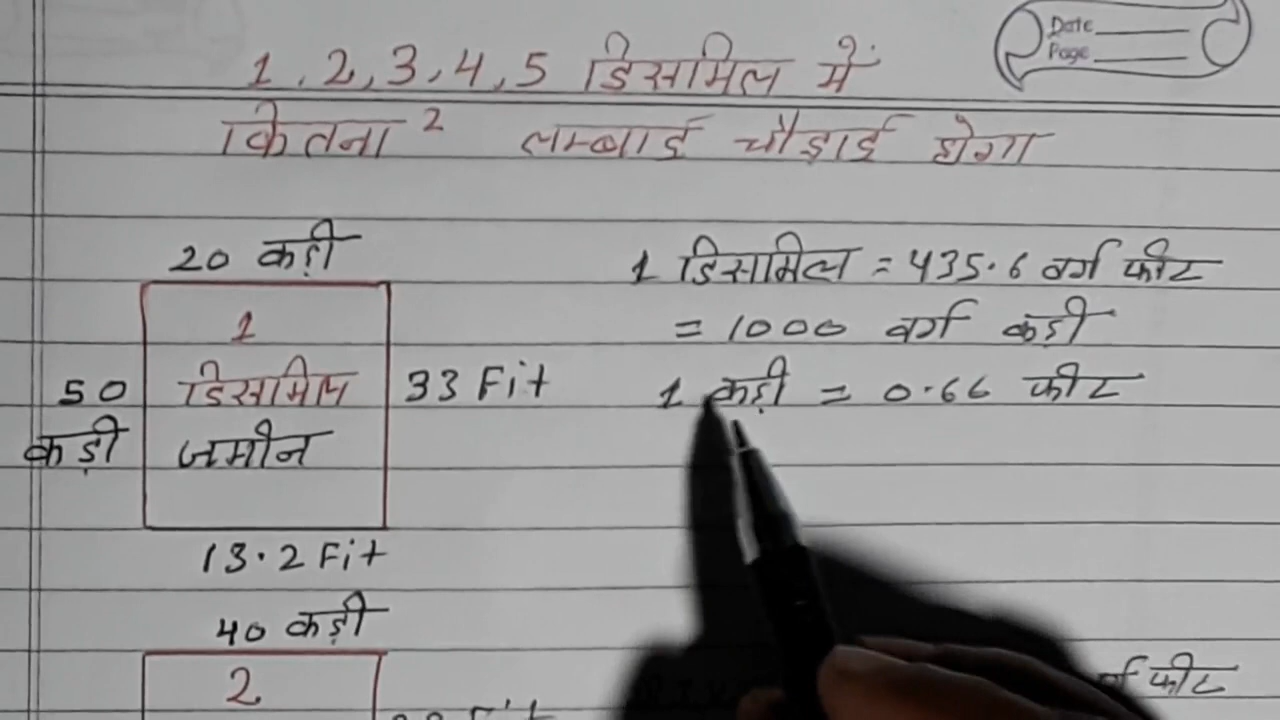 Date
Page
1, 2, 3, 4, 5 डिसमिल में
कितना 2 लम्बाई चौड़ाई होगा
20 कड़ी
1
डिसमिल
जमीन
50
कड़ी
33 Fit
13.2 Fit
1 डिसमिल = 435.6 वर्ग फीट
= 1000 वर्ग कड़ी
1 कड़ी = 0.66 फीट
40 कड़ी
2
फीट